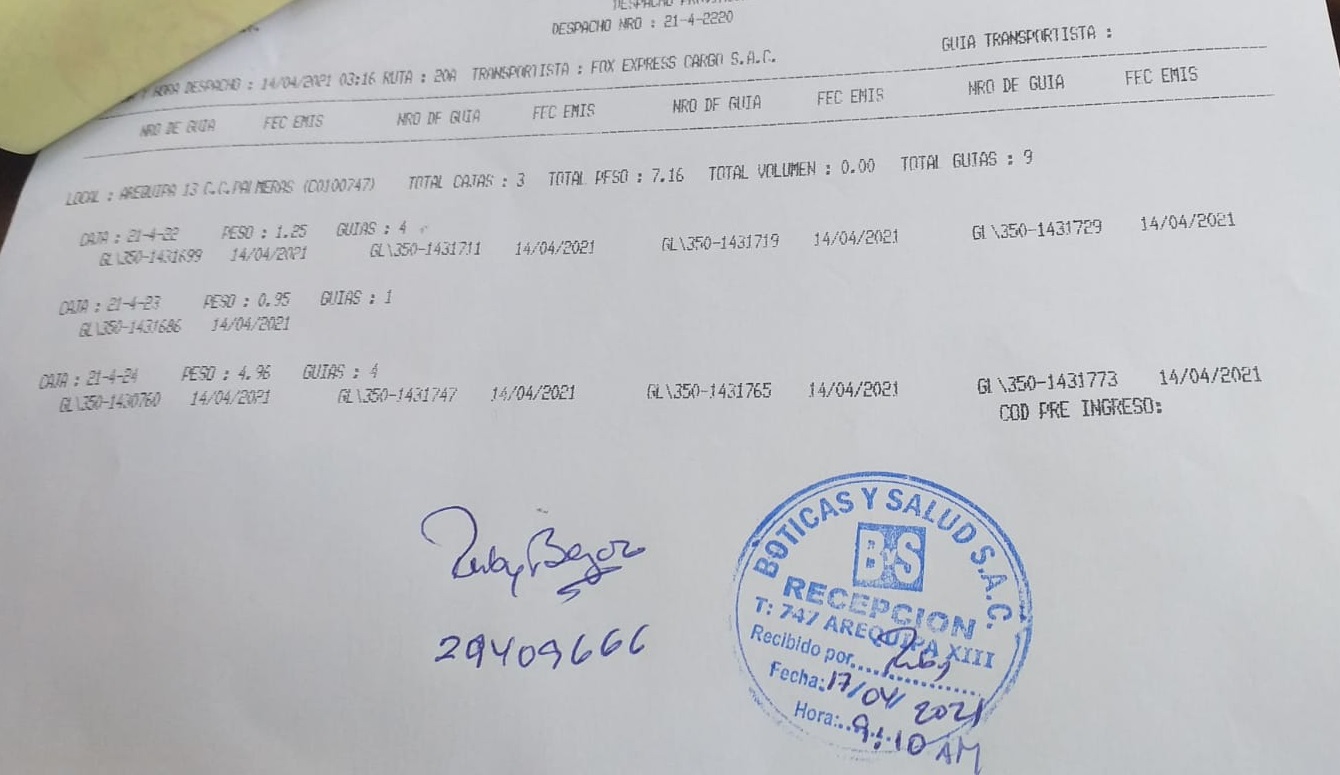 DESPACHO
DESPACHO NRO : 21-4-2220
GUIA TRANSPORTISTA :
Y HORA DESPACHO : 14/04/2021 03:16 RUTA : 20A TRANSPORTISTA : FOX EXPRESS CARGO S.A.C.
NRO DE GUIA FEC EMIS NRO DE GUIA FEC EMIS NRO DE GUIA FEC EMIS NRO DE GUIA FEC EMIS
LOCAL : AREQUIPA 13 C.C.PALMERAS (C0100747) TOTAL CAJAS : 3 TOTAL PESO : 7.16 TOTAL VOLUMEN : 0.00 TOTAL GUIAS : 9
CAJA : 21-4-22 PESO : 1.25 GUIAS : 4
GL\350-1431699 14/04/2021 GL\350-1431711 14/04/2021 GL\350-1431719 14/04/2021 GL\350-1431729 14/04/2021
CAJA : 21-4-23 PESO : 0.95 GUIAS : 1
GL\350-1431686 14/04/2021
CAJA : 21-4-24 PESO : 4.96 GUIAS : 4
GL\350-1430760 14/04/2021 GL\350-1431747 14/04/2021 GL\350-1431765 14/04/2021 GL\350-1431773 14/04/2021
COD PRE INGRESO:
29409666
BOTICAS Y SALUD S.A.C.
B S
RECEPCION
T: 747 AREQUIPA XIII
Recibido por..... Ruby
Fecha: 17/04/2021
Hora:..9:10 AM